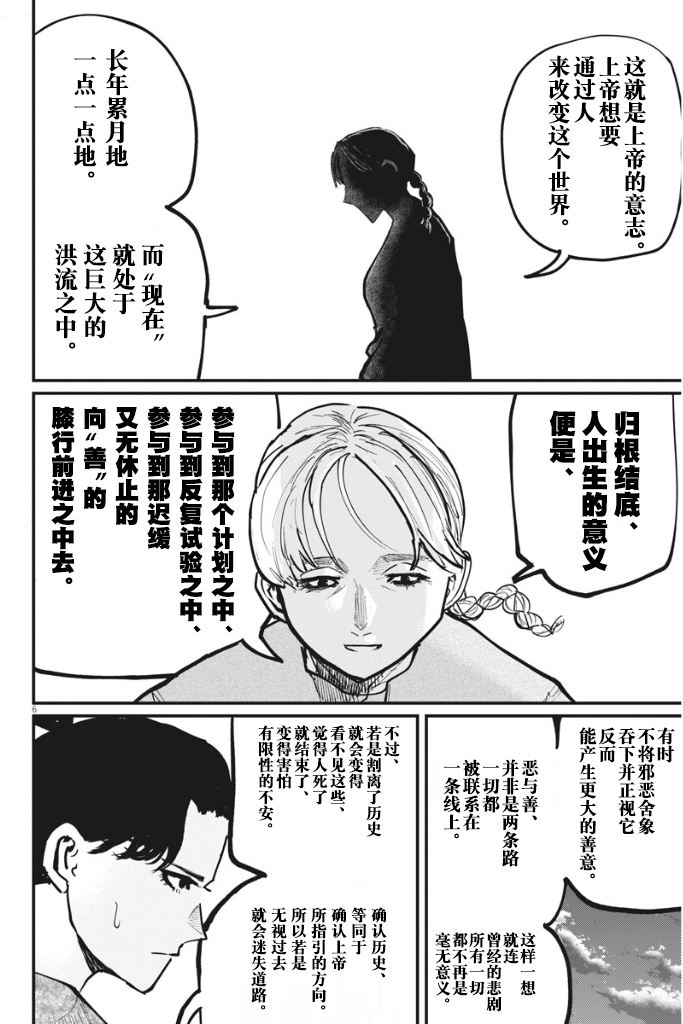 这就是上帝的意志。
上帝想要
通过人
来改变这个世界。
长年累月地
一点一点地。
而“现在”
就处于
这巨大的
洪流之中。
归根结底、
人出生的意义
便是、
参与到那个计划之中、
参与到反复试验之中、
参与到那迟缓
又无休止的
向“善”的
膝行前进之中去。
6
有时
不将邪恶舍象
吞下并正视它
反而
能产生更大的善意。
恶与善、
并非是两条路
一切都
被联系在
一条线上。
这样一想
就连
曾经的悲剧
所有一切
都不再是
毫无意义。
不过、
若是割离了历史
就会变得
看不见这些、
觉得人死了
就结束了、
变得害怕
有限性的不安。
确认历史、
等同于
确认上帝
所指引的方向。
所以若是
无视过去
就会迷失道路。